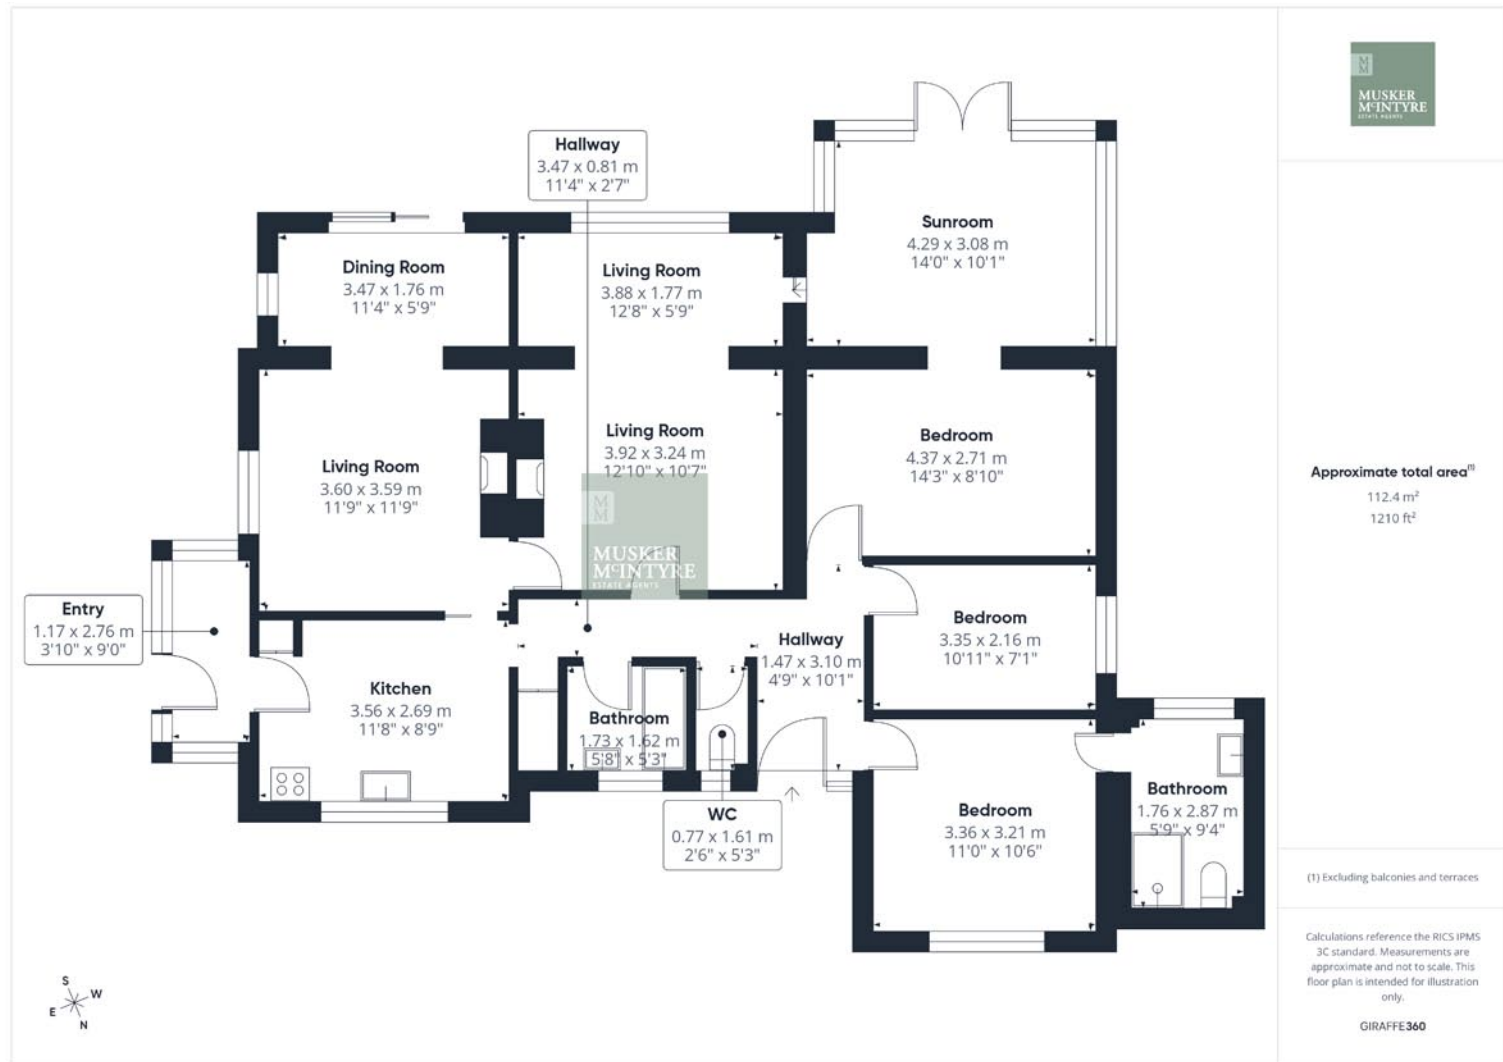 Hallway
3.47 x 0.81 m
11'4" x 2'7"
Dining Room
3.47 x 1.76 m
11'4" x 5'9"
Living Room
3.88 x 1.77 m
12'8" x 5'9"
Sunroom
4.29 x 3.08 m
14'0" x 10'1"
Living Room
3.60 x 3.59 m
11'9" x 11'9"
Living Room
3.92 x 3.24 m
12'10" x 10'7"
Bedroom
4.37 x 2.71 m
14'3" x 8'10"
MM
MUSKER
McINTYRE
ESTATE AGENTS
Entry
1.17 x 2.76 m
3'10" x 9'0"
Kitchen
3.56 x 2.69 m
11'8" x 8'9"
Bathroom
1.73 x 1.62 m
5'8" x 5'3"
Hallway
1.47 x 3.10 m
4'9" x 10'1"
Bedroom
3.35 x 2.16 m
10'11" x 7'1"
WC
0.77 x 1.61 m
2'6" x 5'3"
Bedroom
3.36 x 3.21 m
11'0" x 10'6"
Bathroom
1.76 x 2.87 m
5'9" x 9'4"
S
W
E
N
MM
MUSKER
McINTYRE
ESTATE AGENTS
Approximate total area(1)
112.4 m²
1210 ft²
(1) Excluding balconies and terraces
Calculations reference the RICS IPMS
3C standard. Measurements are
approximate and not to scale. This
floor plan is intended for illustration
only.
GIRAFFE360